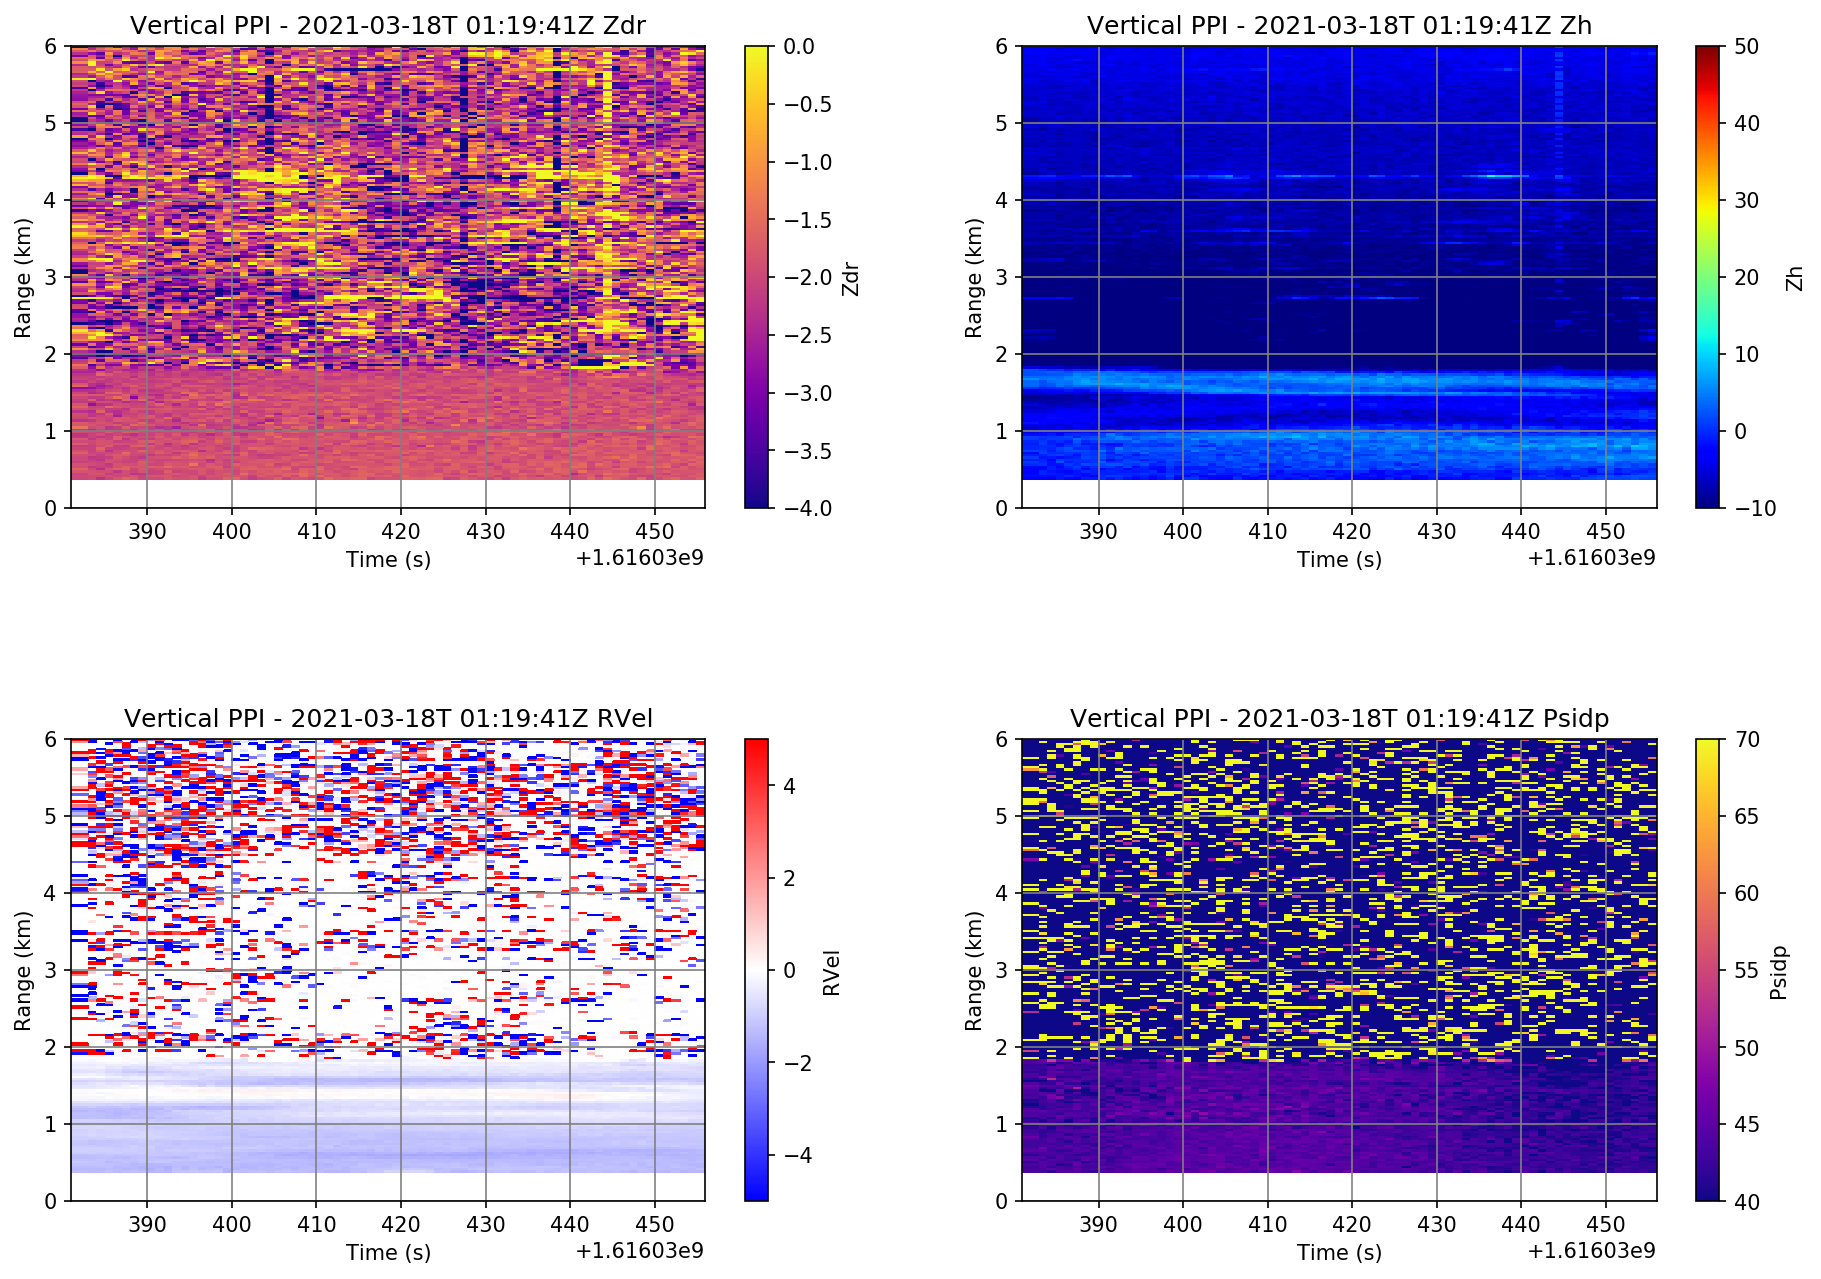 Vertical PPI - 2021-03-18T 01:19:41Z Zdr
6
5
4
3
2
1
0
Range (km)
390 400 410 420 430 440 450
Time (s)
+1.61603e9
0.0
−0.5
−1.0
−1.5
−2.0
−2.5
−3.0
−3.5
−4.0
Zdr
Vertical PPI - 2021-03-18T 01:19:41Z Zh
6
5
4
3
2
1
0
Range (km)
390 400 410 420 430 440 450
Time (s)
+1.61603e9
50
40
30
20
10
0
−10
Zh
Vertical PPI - 2021-03-18T 01:19:41Z RVel
6
5
4
3
2
1
0
Range (km)
390 400 410 420 430 440 450
Time (s)
+1.61603e9
4
2
0
−2
−4
RVel
Vertical PPI - 2021-03-18T 01:19:41Z Psidp
6
5
4
3
2
1
0
Range (km)
390 400 410 420 430 440 450
Time (s)
+1.61603e9
70
65
60
55
50
45
40
Psidp